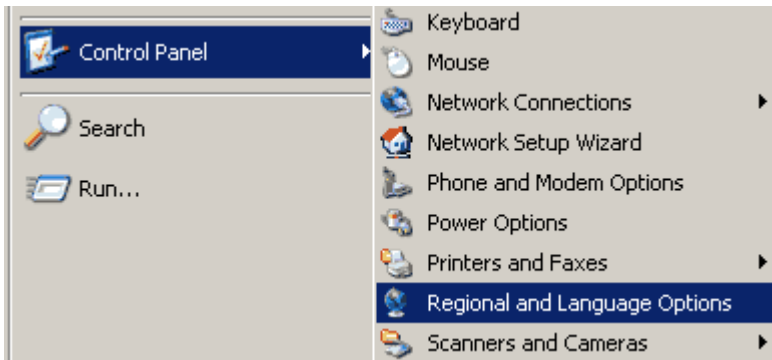 Control Panel
Search
Run...
Keyboard
Mouse
Network Connections
Network Setup Wizard
Phone and Modem Options
Power Options
Printers and Faxes
Regional and Language Options
Scanners and Cameras